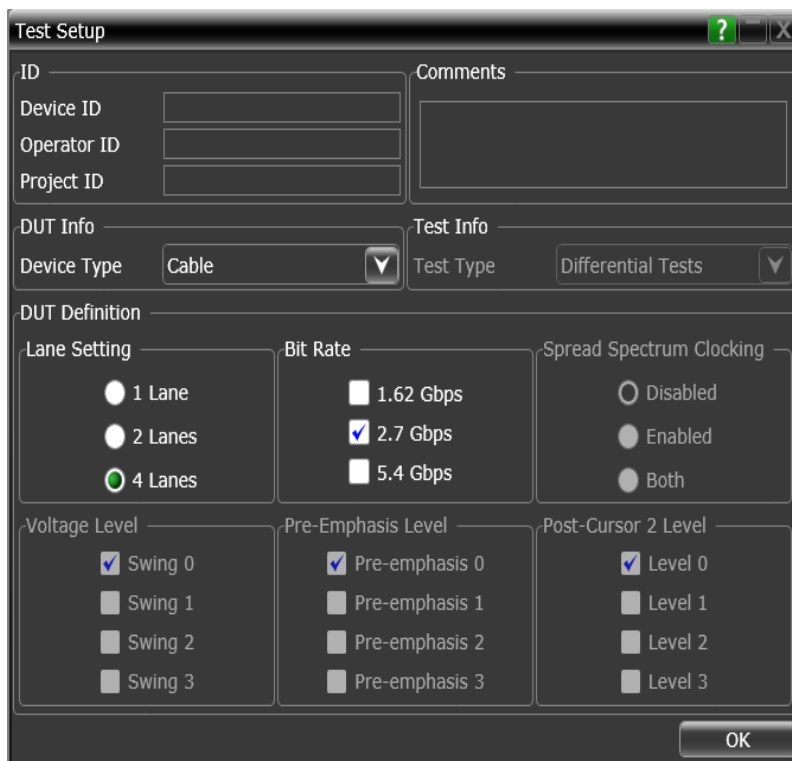 Test Setup
?
X
ID
Device ID
Operator ID
Project ID
Comments
DUT Info
Device Type
Cable
Test Info
Test Type
Differential Tests
DUT Definition
Lane Setting
1 Lane
2 Lanes
4 Lanes
Bit Rate
1.62 Gbps
2.7 Gbps
5.4 Gbps
Spread Spectrum Clocking
Disabled
Enabled
Both
Voltage Level
Swing 0
Swing 1
Swing 2
Swing 3
Pre-Emphasis Level
Pre-emphasis 0
Pre-emphasis 1
Pre-emphasis 2
Pre-emphasis 3
Post-Cursor 2 Level
Level 0
Level 1
Level 2
Level 3
OK